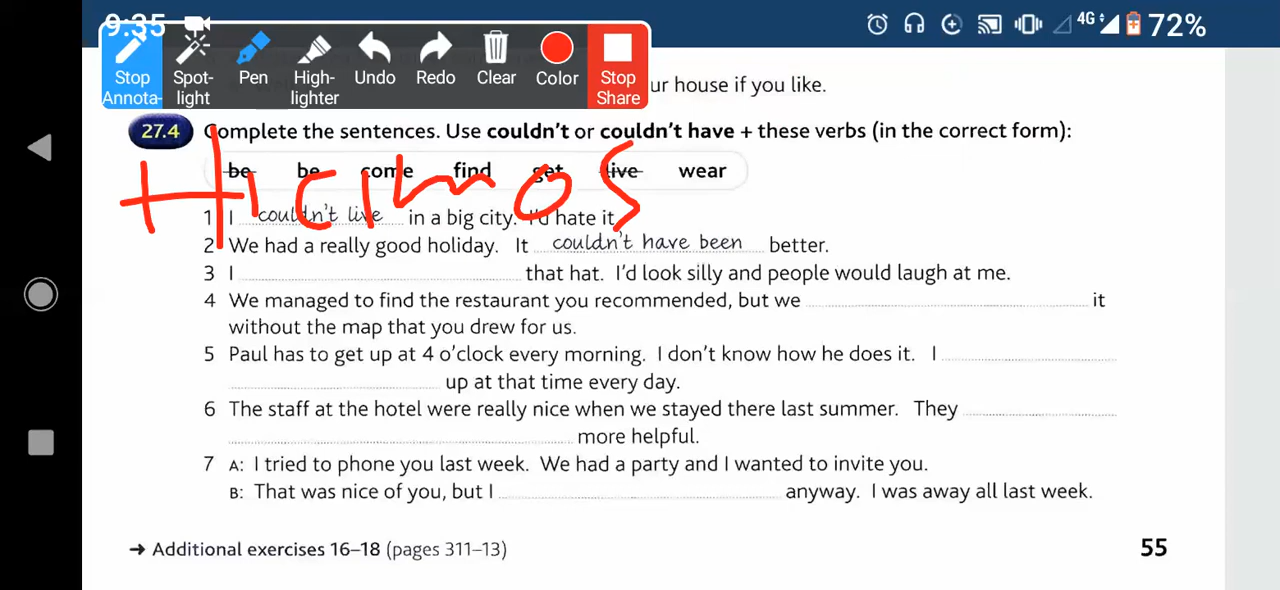 9:35 4G 72%
Stop Annota- Spot-light Pen High-lighter Undo Redo Clear Color Stop Share
ur house if you like.
27.4 Complete the sentences. Use couldn't or couldn't have + these verbs (in the correct form):
be be come find get live wear
Hicimos
1 I couldn't live in a big city. I'd hate it.
2 We had a really good holiday. It couldn't have been better.
3 I that hat. I'd look silly and people would laugh at me.
4 We managed to find the restaurant you recommended, but we it
without the map that you drew for us.
5 Paul has to get up at 4 o'clock every morning. I don't know how he does it. I
up at that time every day.
6 The staff at the hotel were really nice when we stayed there last summer. They
more helpful.
7 A: I tried to phone you last week. We had a party and I wanted to invite you.
B: That was nice of you, but I anyway. I was away all last week.
➜ Additional exercises 16–18 (pages 311–13) 55